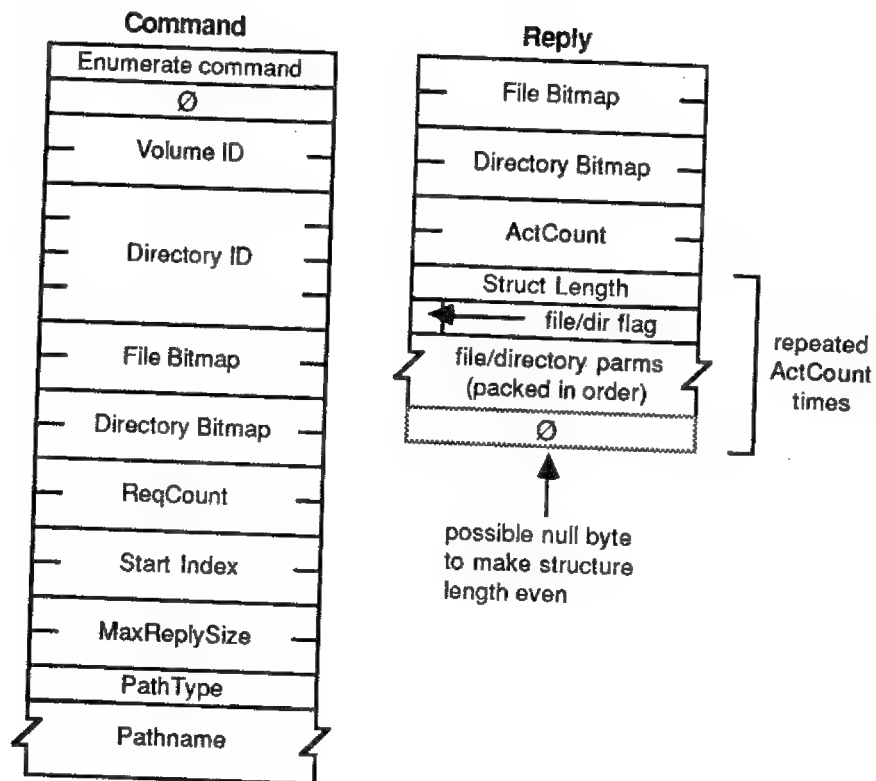 Command
Enumerate command
Ø
Volume ID
Directory ID
File Bitmap
Directory Bitmap
ReqCount
Start Index
MaxReplySize
PathType
Pathname
Reply
File Bitmap
Directory Bitmap
ActCount
Struct Length
file/dir flag
file/directory parms
(packed in order)
Ø
repeated
ActCount
times
possible null byte
to make structure
length even